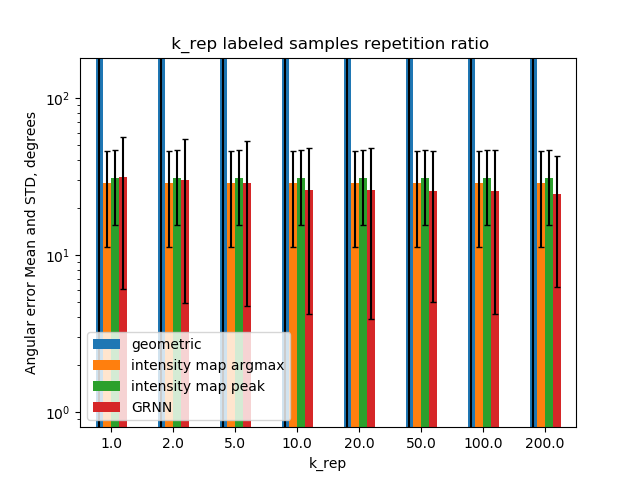 k_rep labeled samples repetition ratio
Angular error Mean and STD, degrees
10²
10¹
10⁰
geometric
intensity map argmax
intensity map peak
GRNN
1.0 2.0 5.0 10.0 20.0 50.0 100.0 200.0
k_rep